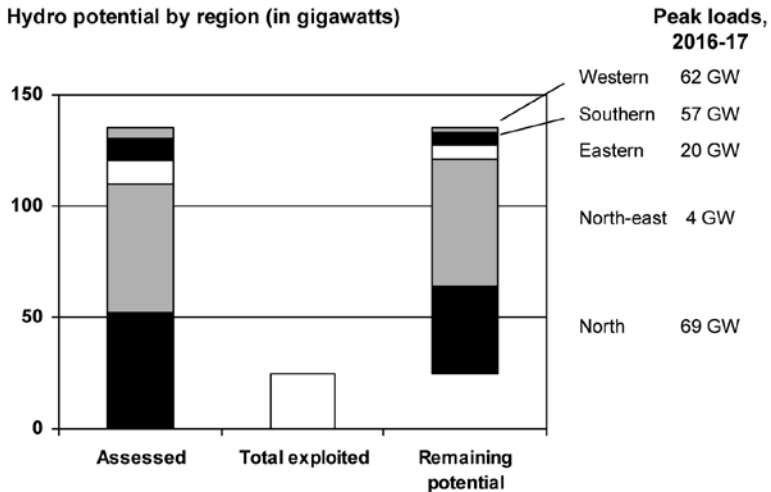 Hydro potential by region (in gigawatts)
Peak loads,
2016-17
150
100
50
0
Western 62 GW
Southern 57 GW
Eastern 20 GW
North-east 4 GW
North 69 GW
Assessed Total exploited Remaining
potential